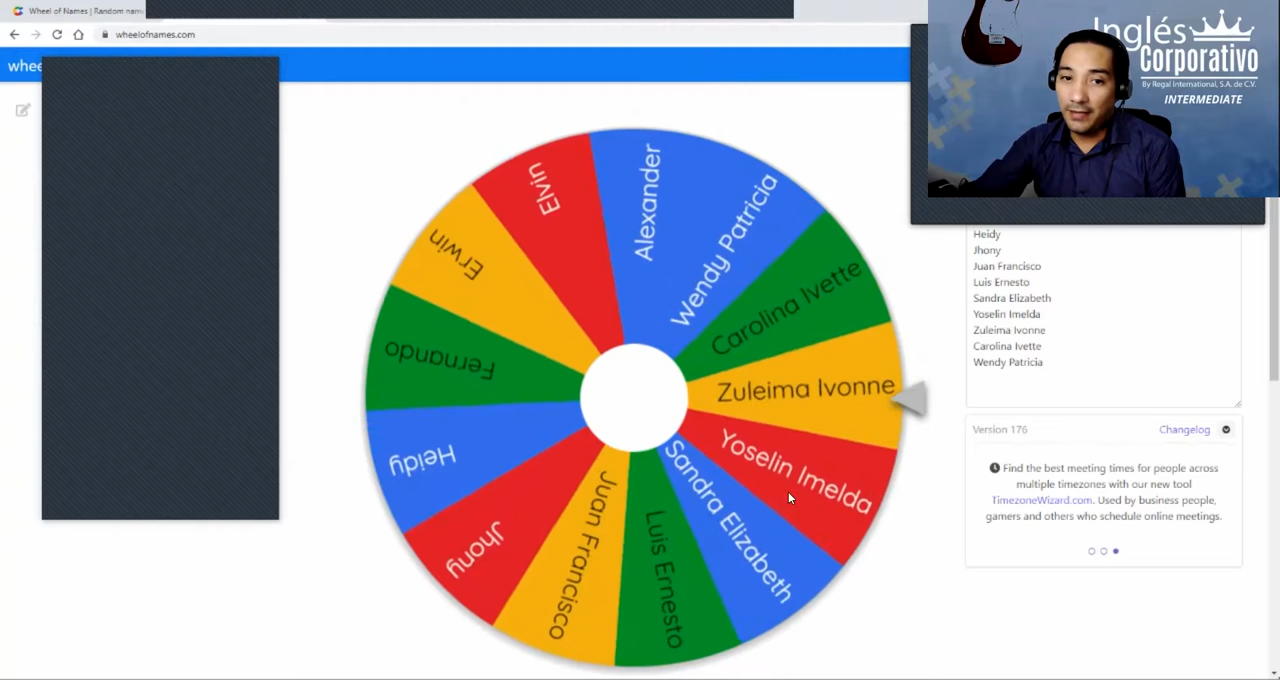 Wheel of Names | Random nam
wheelofnames.com
whee
Inglés
Corporativo
By Regal International, S.A. de C.V.
INTERMEDIATE
Elvin
Alexander
Wendy Patricia
Carolina Ivette
Zuleima Ivonne
Yoselin Imelda
Sandra Elizabeth
Luis Ernesto
Juan Francisco
Jhony
Heidy
Fernando
Erwin
Heidy
Jhony
Juan Francisco
Luis Ernesto
Sandra Elizabeth
Yoselin Imelda
Zuleima Ivonne
Carolina Ivette
Wendy Patricia
Version 176
Changelog
Find the best meeting times for people across
multiple timezones with our new tool
TimezoneWizard.com. Used by business people,
gamers and others who schedule online meetings.